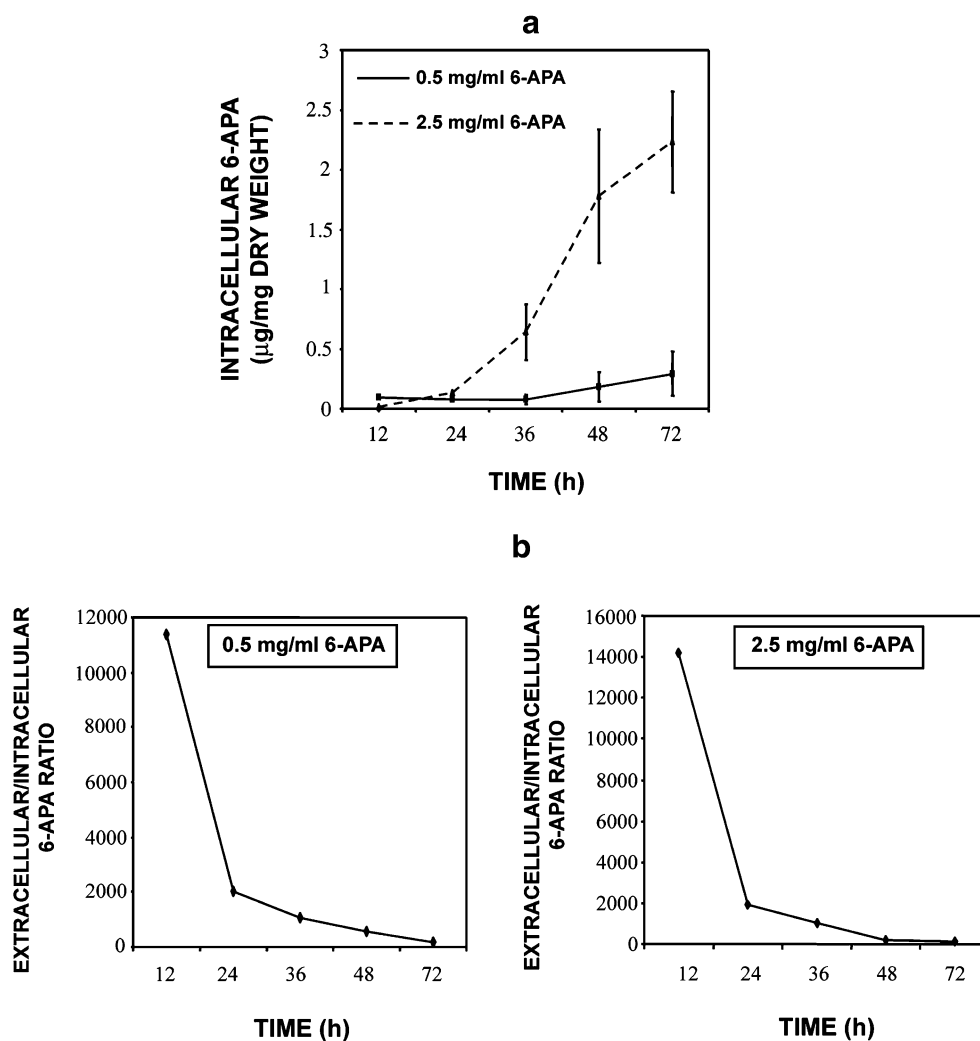 a
3
2.5
2
1.5
1
0.5
0
0.5 mg/ml 6-APA
2.5 mg/ml 6-APA
INTRACELLULAR 6-APA
(μg/mg DRY WEIGHT)
12 24 36 48 72
TIME (h)
b
12000
10000
8000
6000
4000
2000
0
0.5 mg/ml 6-APA
EXTRACELLULAR/INTRACELLULAR
6-APA RATIO
12 24 36 48 72
TIME (h)
16000
14000
12000
10000
8000
6000
4000
2000
0
2.5 mg/ml 6-APA
EXTRACELLULAR/INTRACELLULAR
6-APA RATIO
12 24 36 48 72
TIME (h)